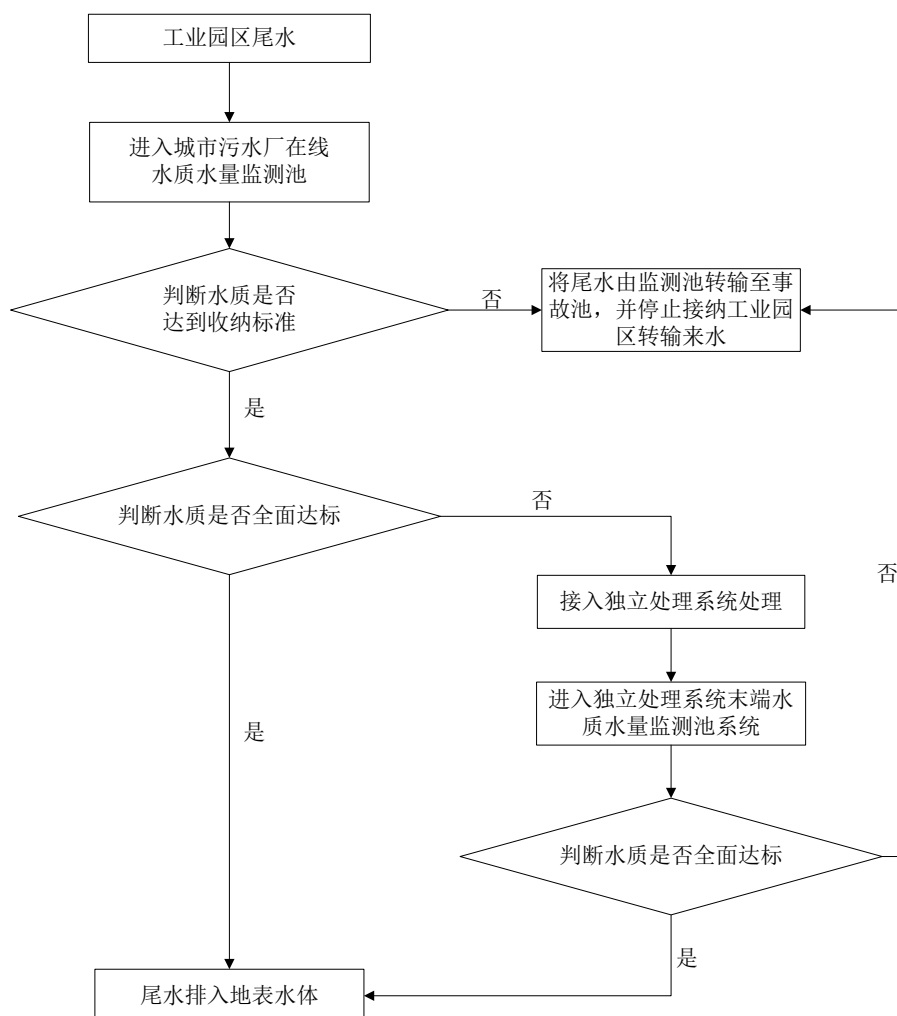 工业园区尾水
进入城市污水厂在线
水质水量监测池
判断水质是否
达到收纳标准
否
将尾水由监测池转输至事
故池，并停止接纳工业园
区转输来水
是
判断水质是否全面达标
否
否
接入独立处理系统处理
进入独立处理系统末端水
质水量监测池系统
是
判断水质是否全面达标
是
尾水排入地表水体